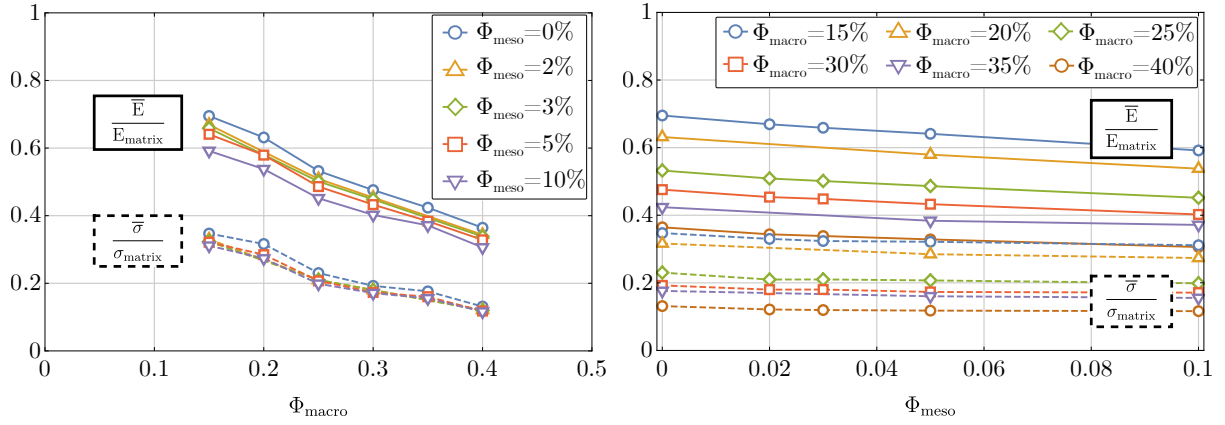 1
0.8
0.6
0.4
0.2
0
0
0.1
0.2
0.3
0.4
0.5
Φmacro
E̅
Ematrix
σ̅
σmatrix
Φmeso=0%
Φmeso=2%
Φmeso=3%
Φmeso=5%
Φmeso=10%
1
0.8
0.6
0.4
0.2
0
0
0.02
0.04
0.06
0.08
0.1
Φmeso
Φmacro=15%
Φmacro=20%
Φmacro=25%
Φmacro=30%
Φmacro=35%
Φmacro=40%
E̅
Ematrix
σ̅
σmatrix